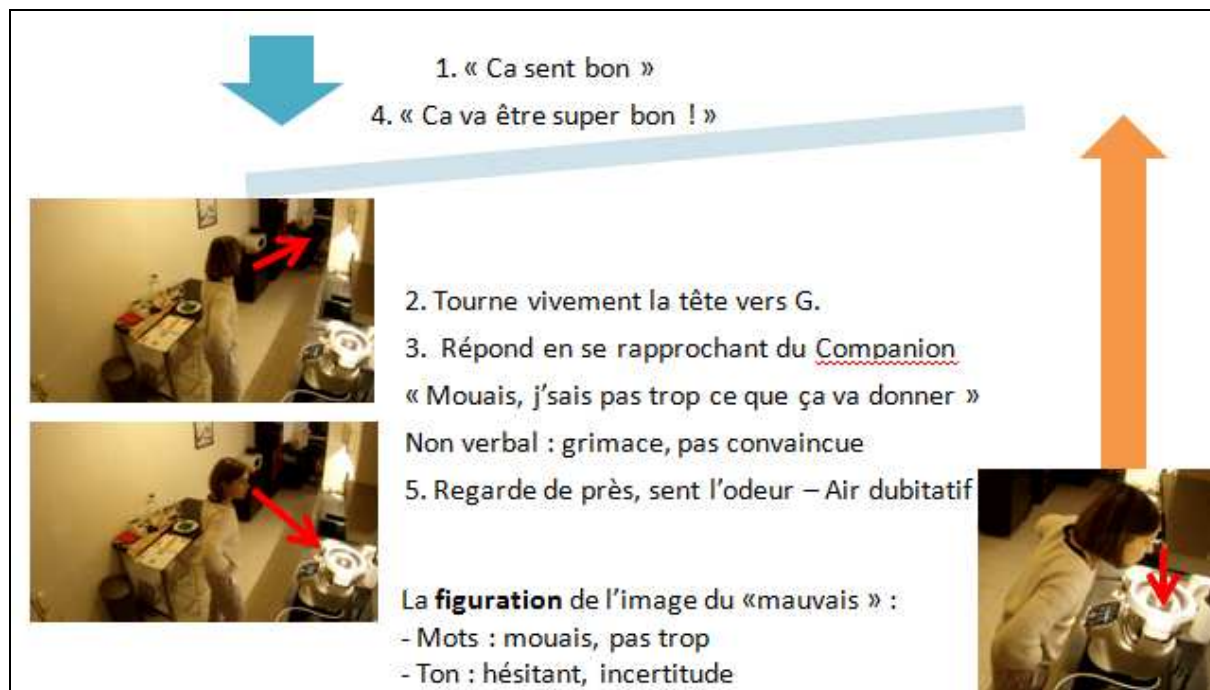 1. « Ca sent bon »
4. « Ca va être super bon ! »
2. Tourne vivement la tête vers G.
3. Répond en se rapprochant du Companion
« Mouais, j’sais pas trop ce que ça va donner »
Non verbal : grimace, pas convaincue
5. Regarde de près, sent l’odeur – Air dubitatif
La figuration de l’image du «mauvais » :
- Mots : mouais, pas trop
- Ton : hésitant, incertitude